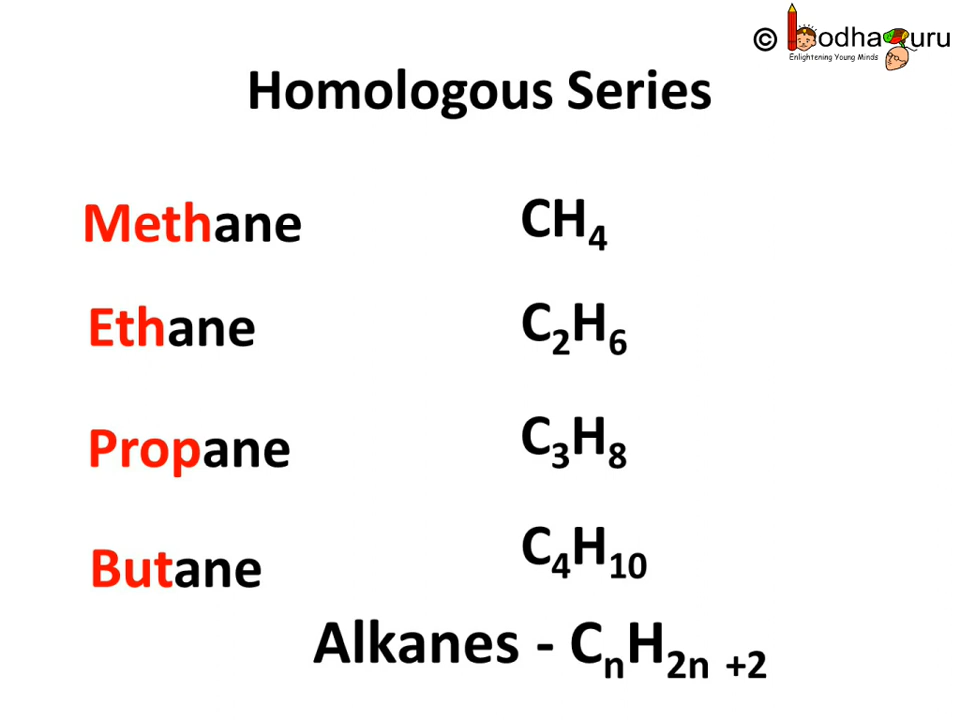 © BodhaGuru
Enlightening Young Minds
Homologous Series
Methane CH₄
Ethane C₂H₆
Propane C₃H₈
Butane C₄H₁₀
Alkanes - CₙH₂ₙ ₊₂